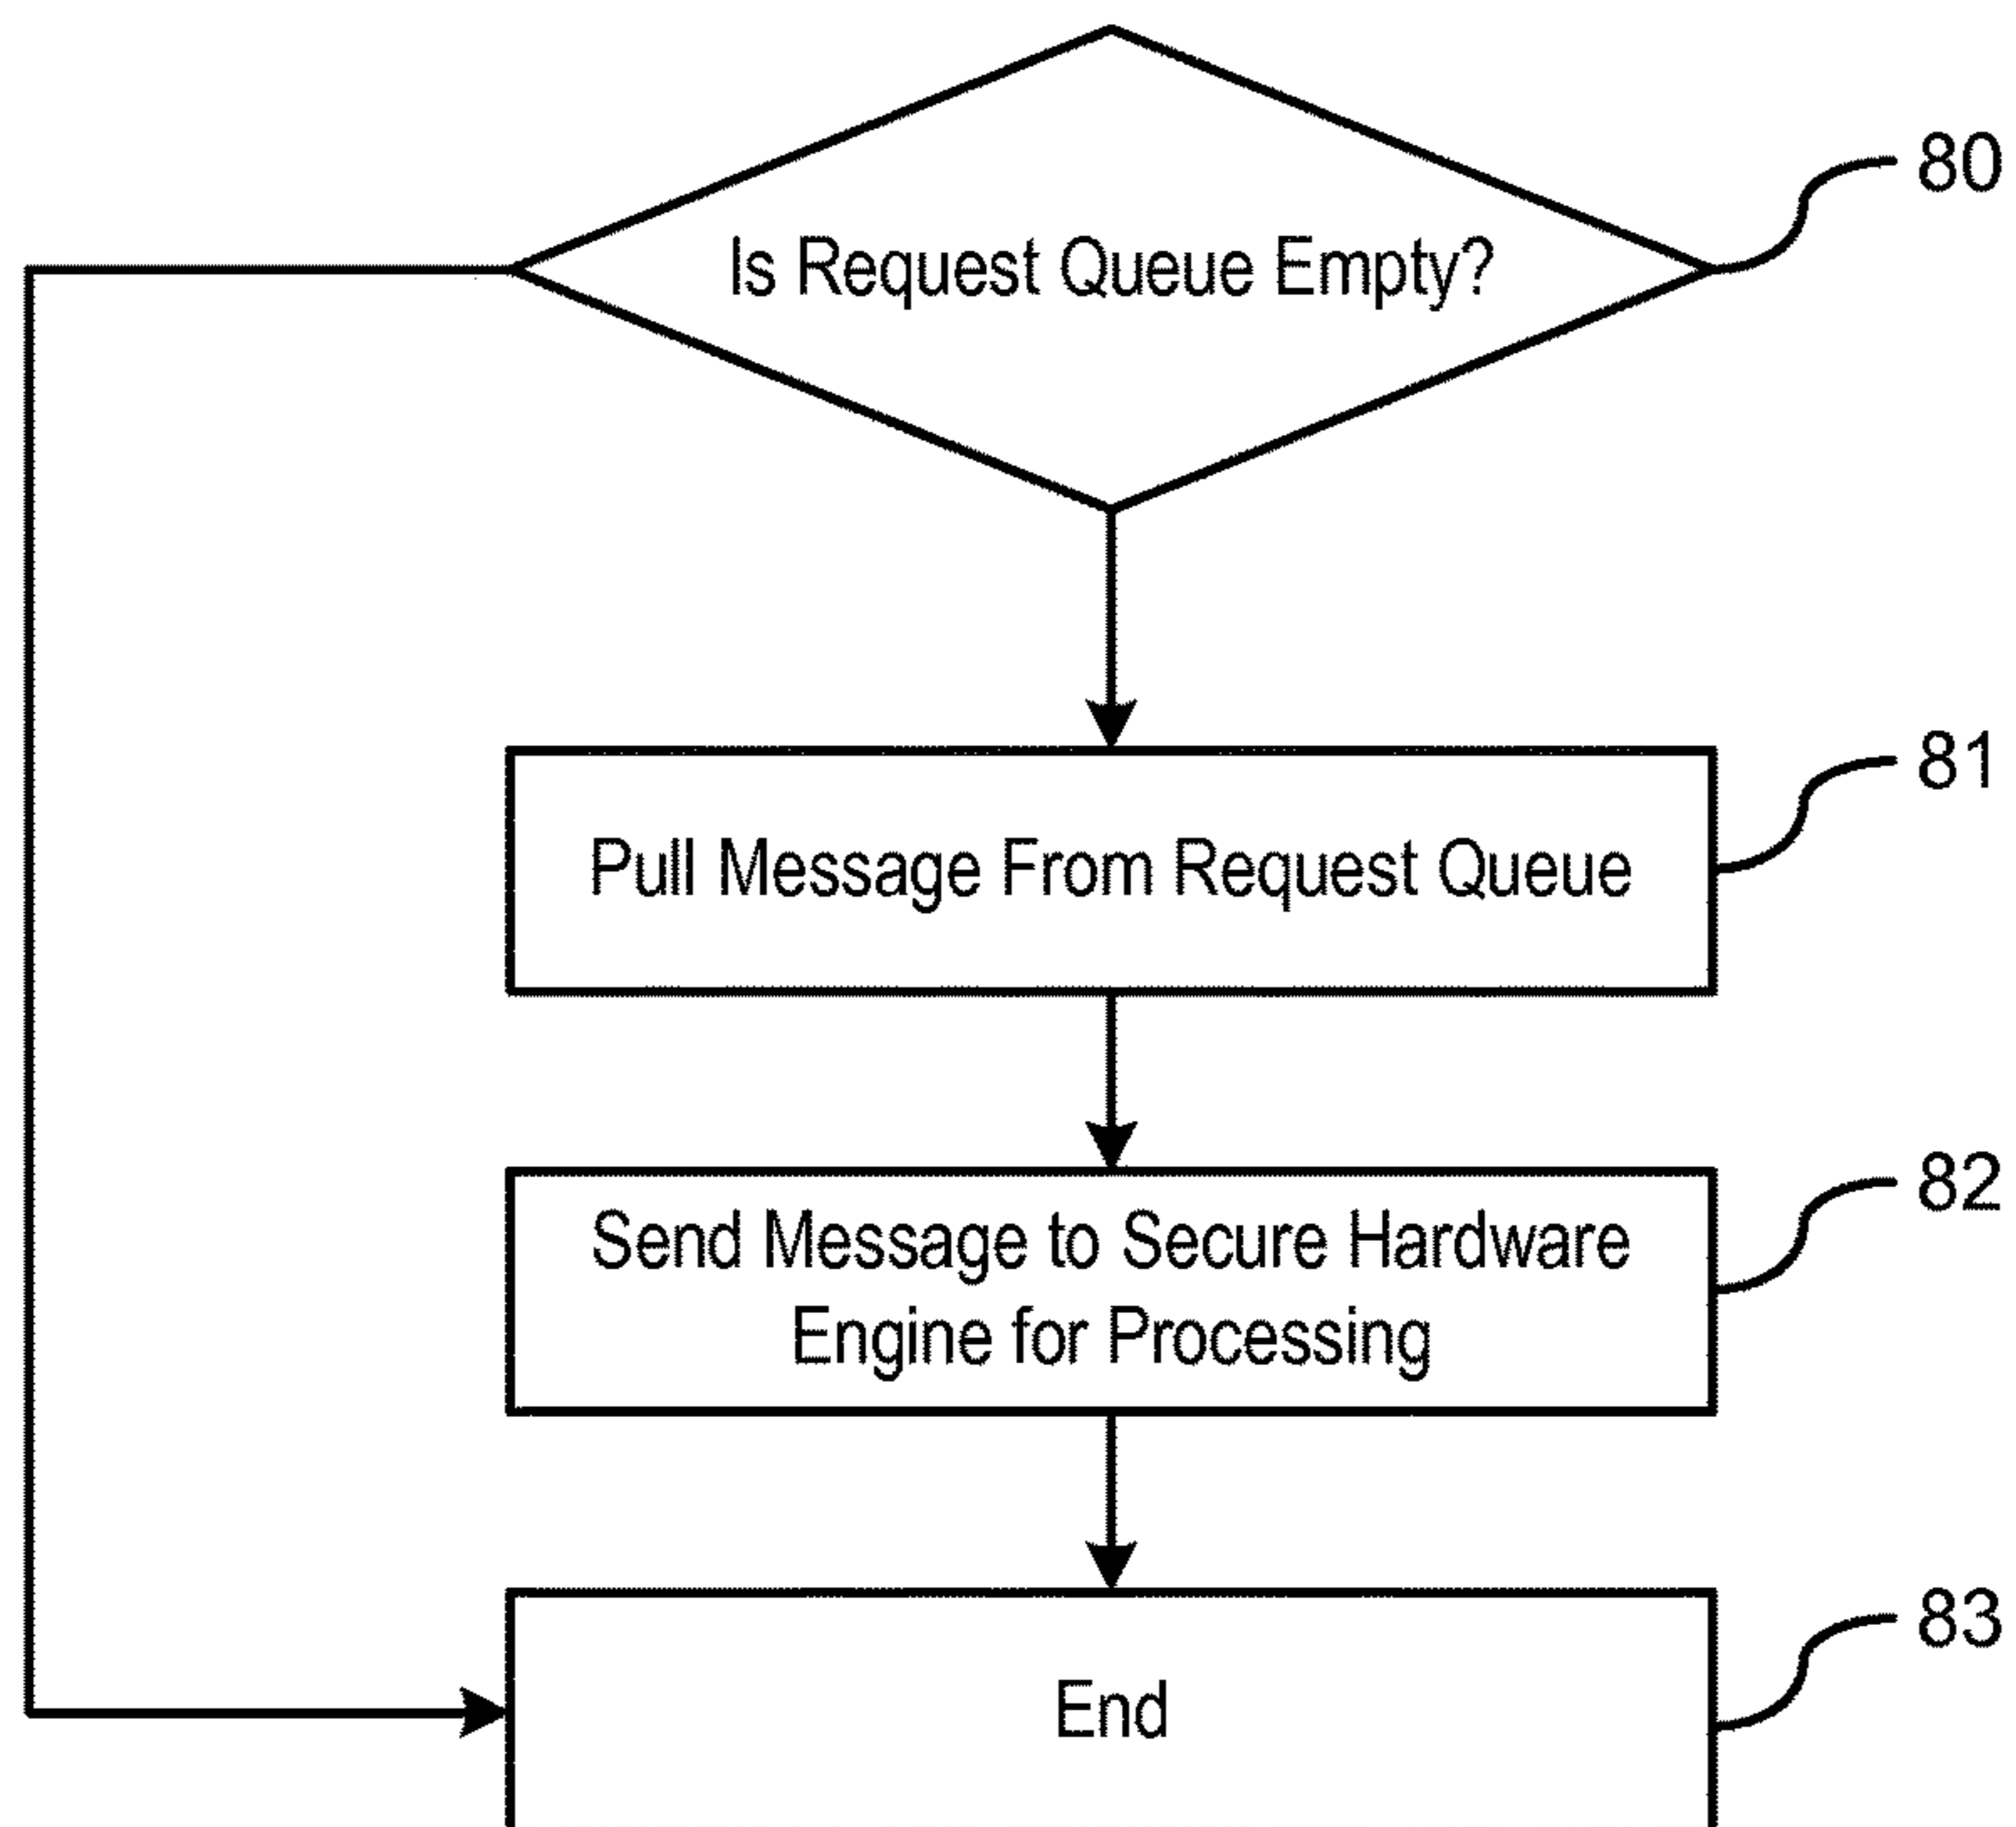 80
Is Request Queue Empty?
81
Pull Message From Request Queue
82
Send Message to Secure Hardware
Engine for Processing
83
End